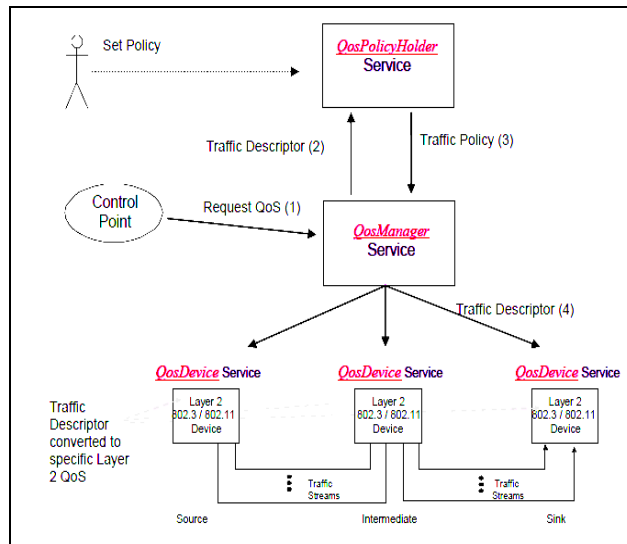 Set Policy
QosPolicyHolder
Service
Traffic Descriptor (2)
Traffic Policy (3)
Control
Point
Request QoS (1)
QosManager
Service
Traffic Descriptor (4)
QosDevice Service
QosDevice Service
QosDevice Service
Layer 2
802.3 / 802.11
Device
Layer 2
802.3 / 802.11
Device
Layer 2
802.3 / 802.11
Device
Traffic
Descriptor
converted to
specific Layer
2 QoS
Traffic
Streams
Traffic
Streams
Source
Intermediate
Sink